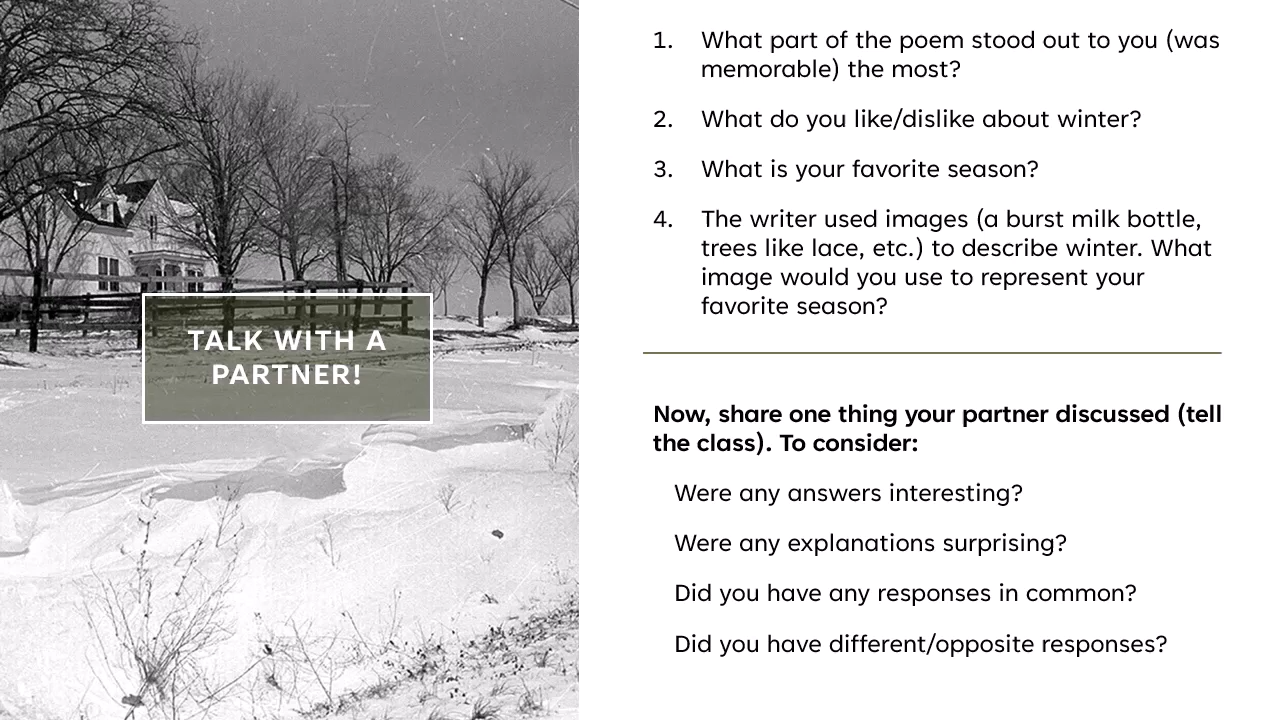 TALK WITH A
PARTNER!
1. What part of the poem stood out to you (was
memorable) the most?
2. What do you like/dislike about winter?
3. What is your favorite season?
4. The writer used images (a burst milk bottle,
trees like lace, etc.) to describe winter. What
image would you use to represent your
favorite season?
Now, share one thing your partner discussed (tell
the class). To consider:
Were any answers interesting?
Were any explanations surprising?
Did you have any responses in common?
Did you have different/opposite responses?